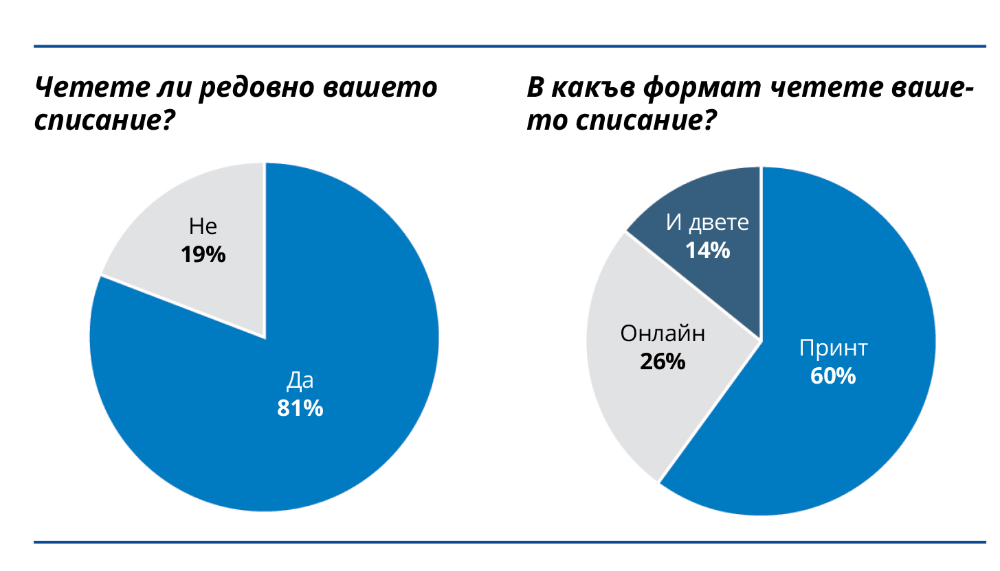 Четете ли редовно вашето
списание?
Не
19%
Да
81%
В какъв формат четете ваше-
то списание?
И двете
14%
Онлайн
26%
Принт
60%